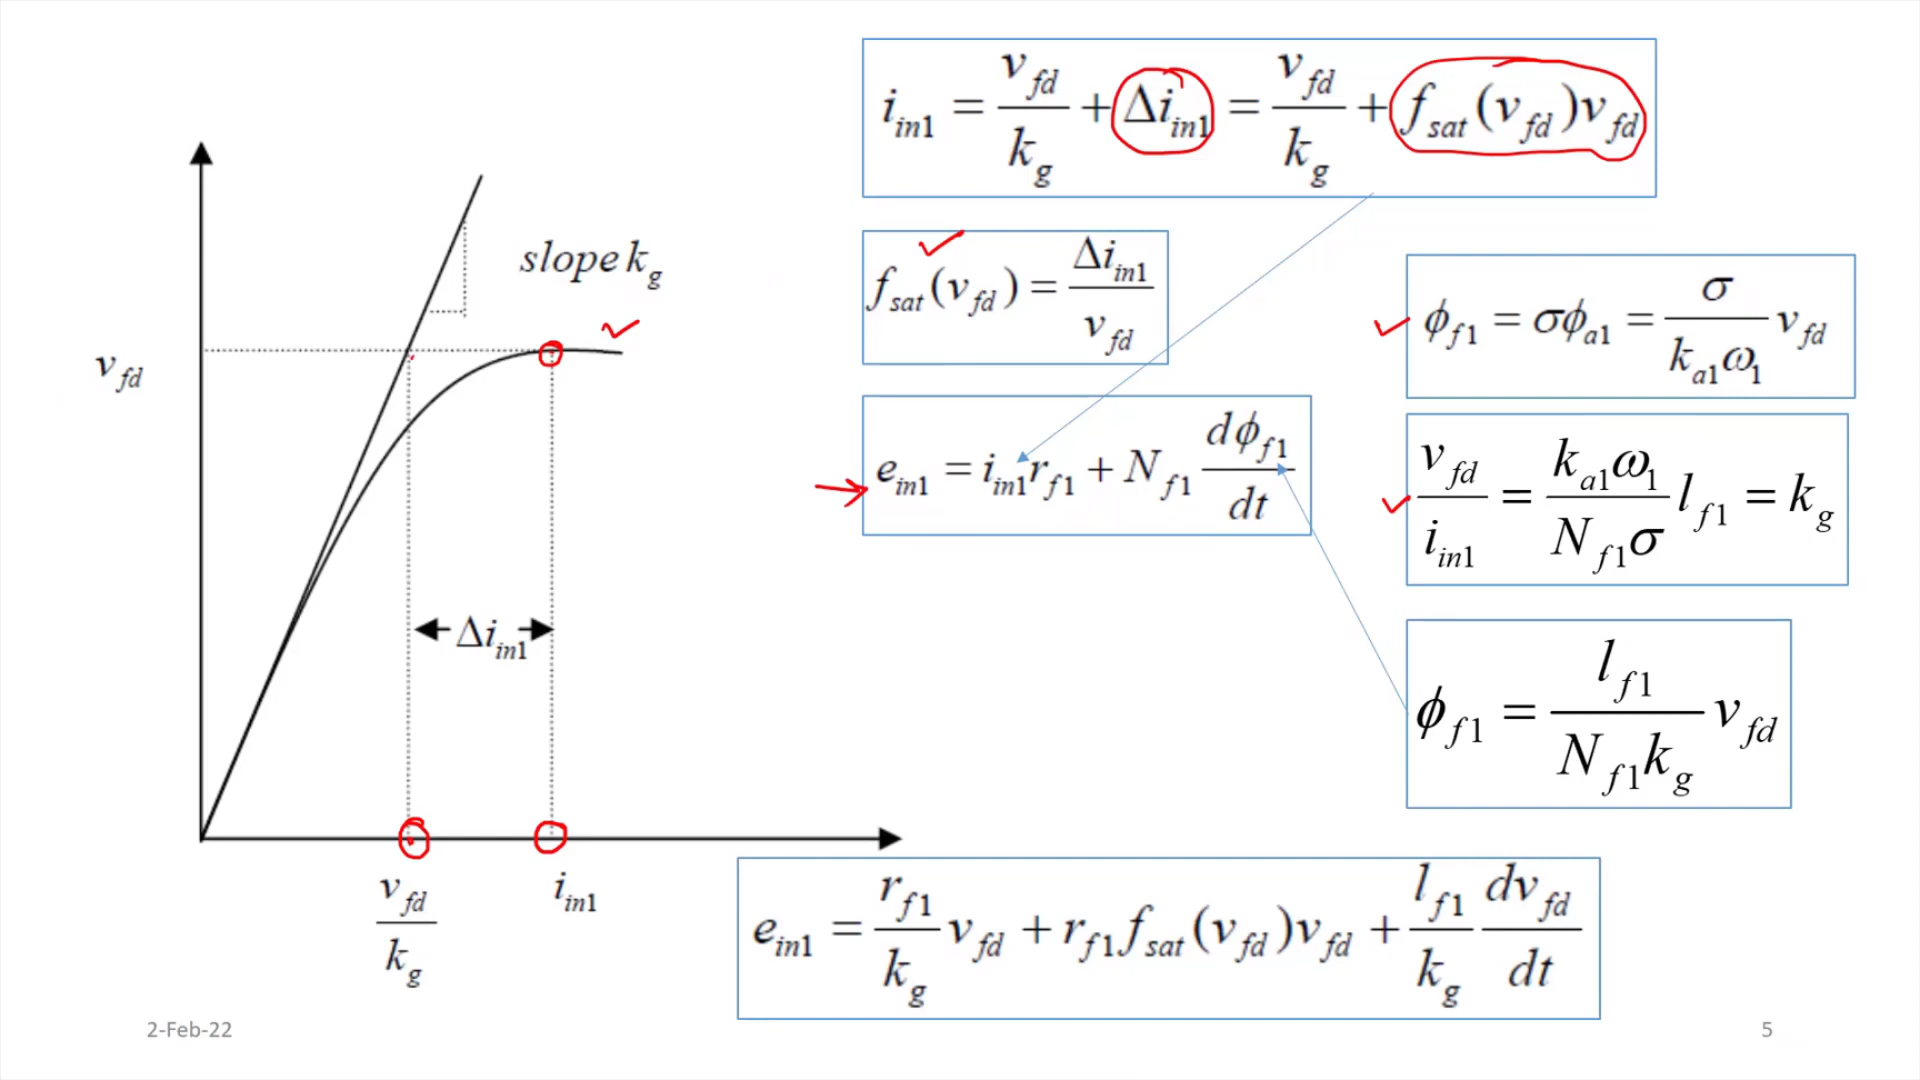 i_in1 = v_fd / k_g + Δi_in1 = v_fd / k_g + f_sat(v_fd)v_fd
slope k_g
f_sat(v_fd) = Δi_in1 / v_fd
ϕ_f1 = σϕ_a1 = σ / (k_a1 ω_1) v_fd
v_fd
e_in1 = i_in1 r_f1 + N_f1 dϕ_f1 / dt
v_fd / i_in1 = (k_a1 ω_1) / (N_f1 σ) l_f1 = k_g
Δi_in1
ϕ_f1 = l_f1 / (N_f1 k_g) v_fd
v_fd / k_g
i_in1
e_in1 = r_f1 / k_g v_fd + r_f1 f_sat(v_fd)v_fd + l_f1 / k_g dv_fd / dt
2-Feb-22
5